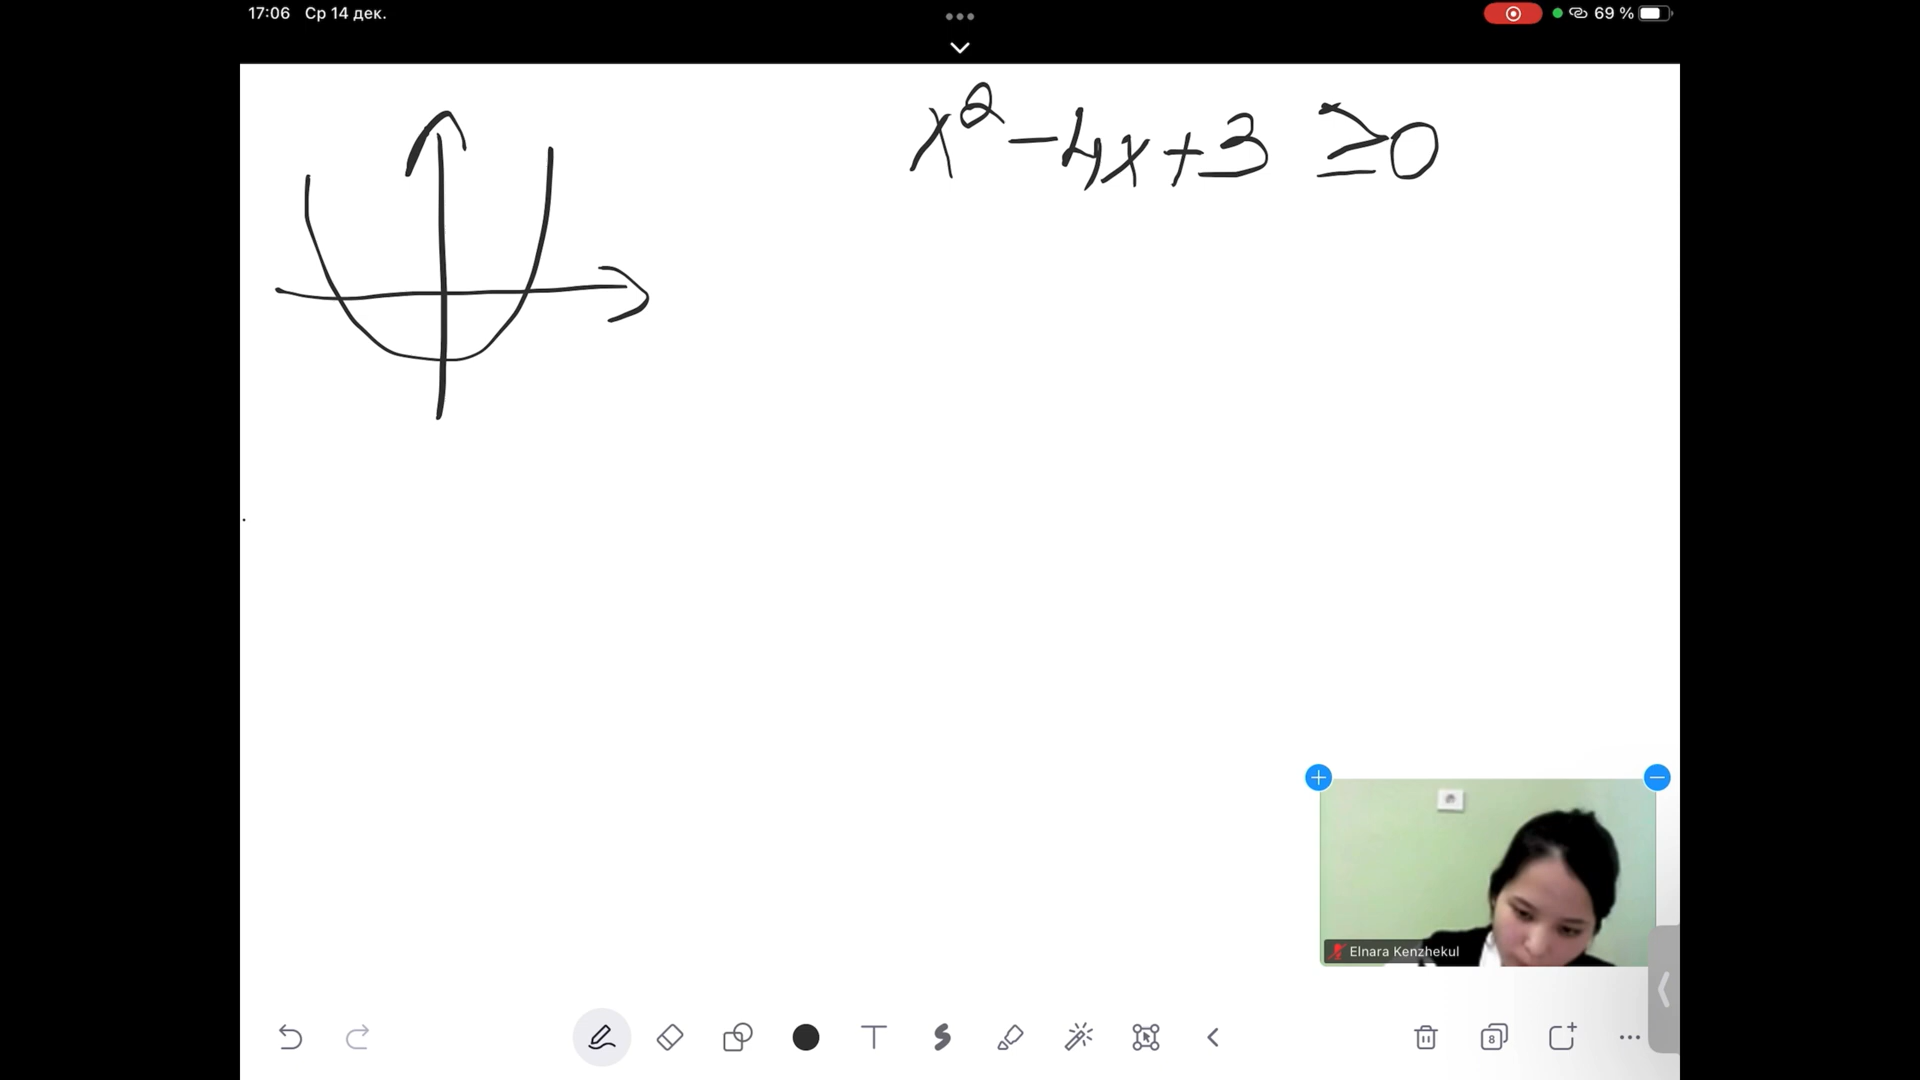 17:06 Ср 14 дек.
69 %
x² -4x+3 ≥0
Elnara Kenzhekul
T
8